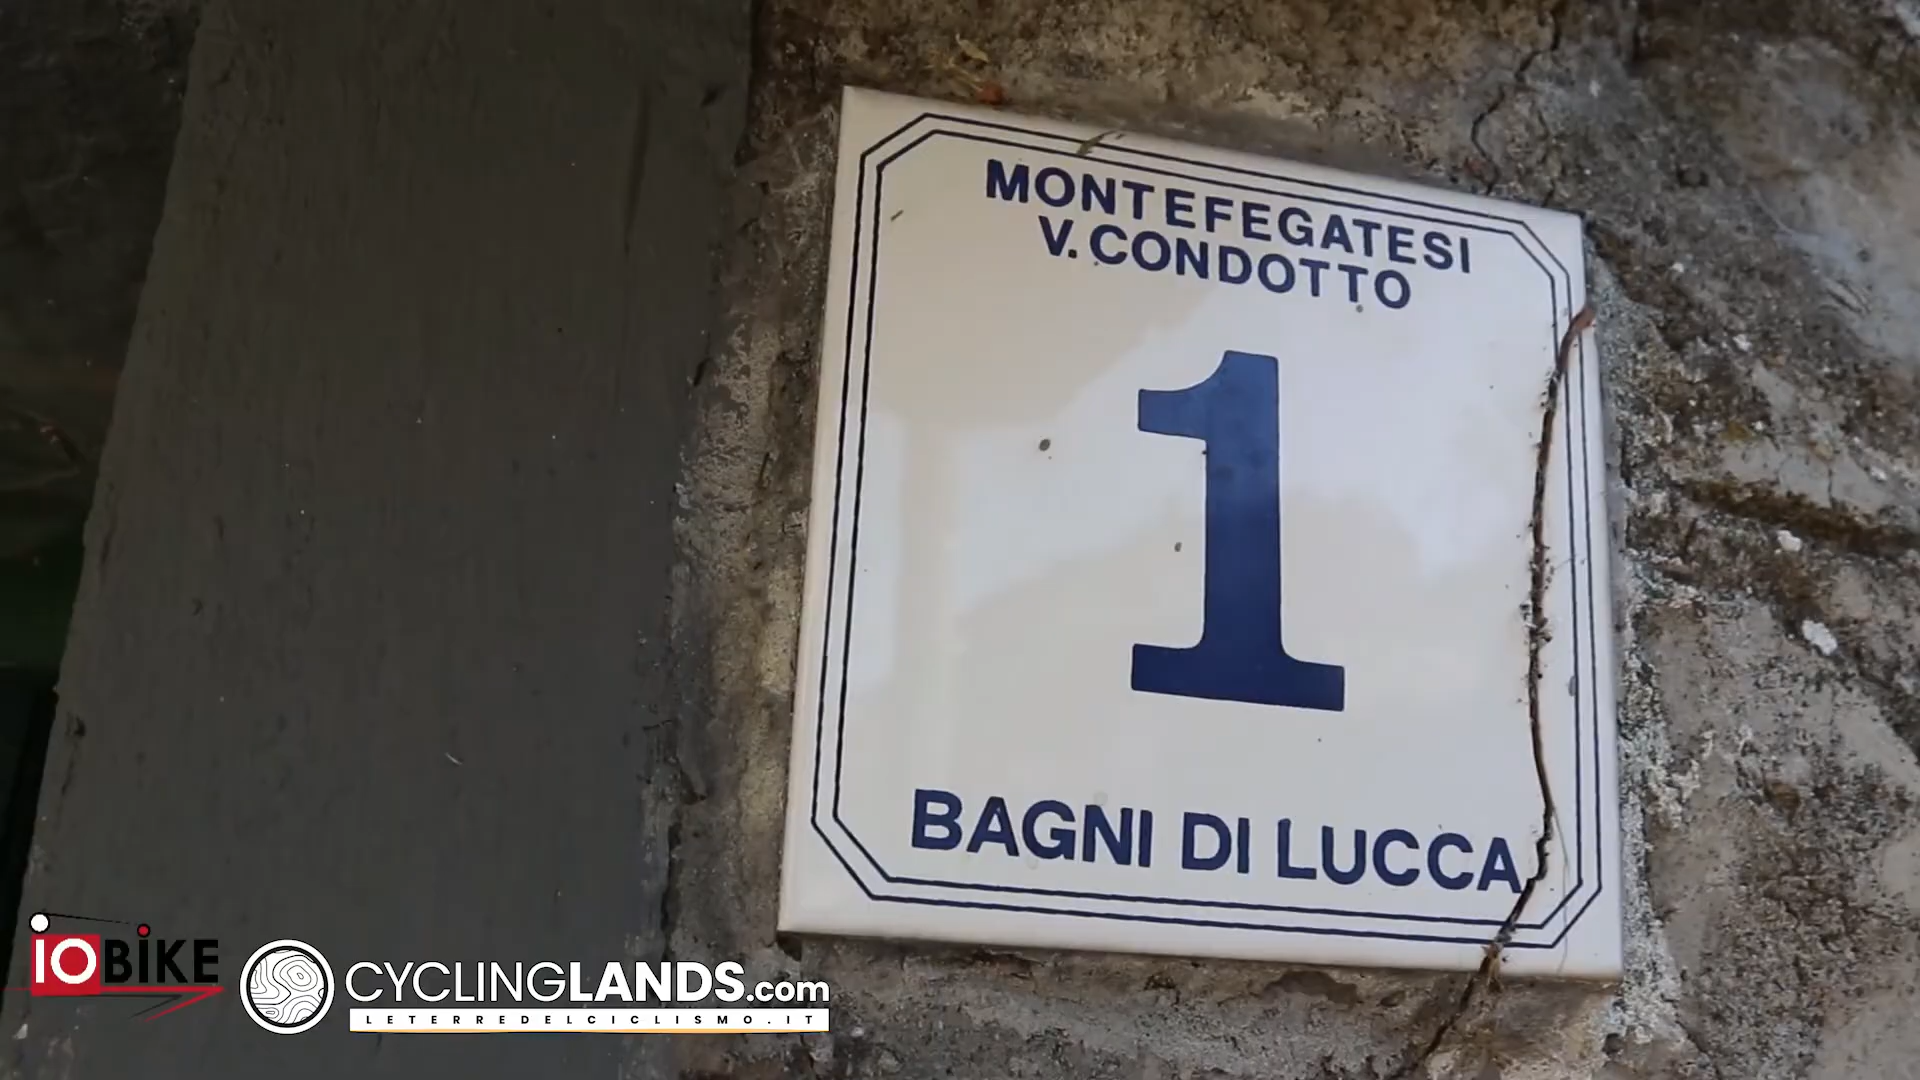 MONTEFEGATESI
V. CONDOTTO
1
BAGNI DI LUCCA
iOBiKE
CYCLINGLANDS.com
LETERREDELCICLISMO.IT